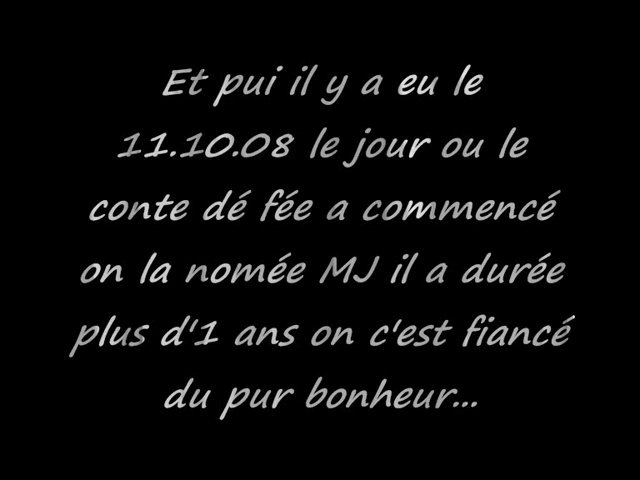 Et pui il y a eu le
11.10.08 le jour ou le
conte dé fée a commencé
on la nomée MJ il a durée
plus d'1 ans on c'est fiancé
du pur bonheur...